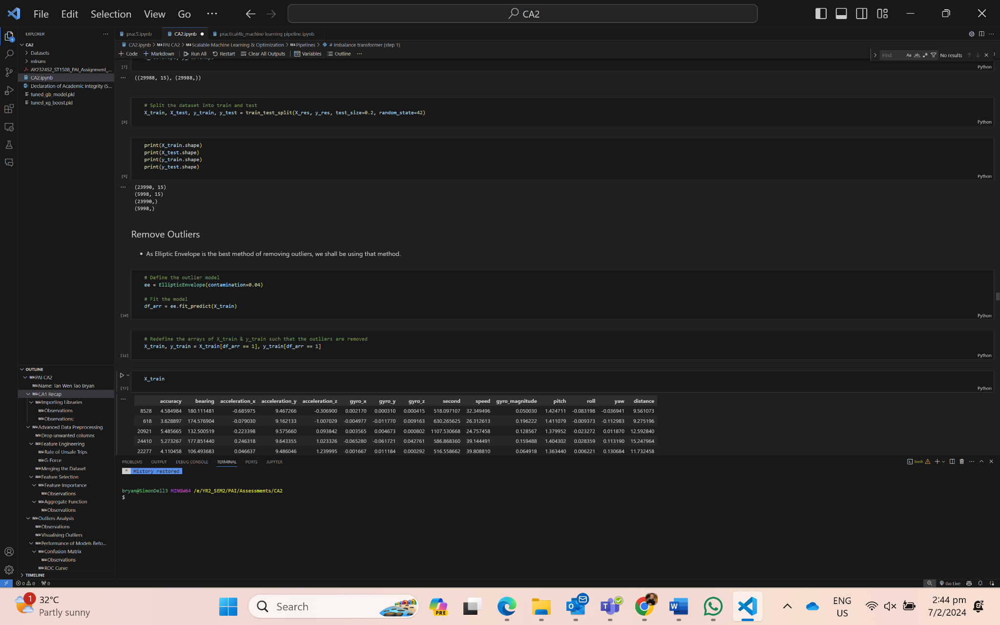 File Edit Selection View Go ...
CA2
EXPLORER
CA2
Datasets
mlruns
AY2324S2_ST1508_PAI_Assignment_...
CA2.ipynb
Declaration of Academic Integrity (S...
tuned_gb_model.pkl
tuned_xg_boost.pkl
prac5.ipynb CA2.ipynb practical4b_machine learning pipeline.ipynb
CA2.ipynb > PAI CA2 > Scalable Machine Learning & Optimization > Pipelines > # Imbalance transformer (step 1)
+ Code + Markdown Run All Restart Clear All Outputs Variables Outline ...
Find Aa ab No results
[7]
Python
... ((29988, 15), (29988,))
# Split the dataset into train and test
X_train, X_test, y_train, y_test = train_test_split(X_res, y_res, test_size=0.2, random_state=42)
[8]
Python
print(X_train.shape)
print(X_test.shape)
print(y_train.shape)
print(y_test.shape)
[9]
Python
... (23990, 15)
(5998, 15)
(23990,)
(5998,)
Remove Outliers
• As Elliptic Envelope is the best method of removing outliers, we shall be using that method.
# Define the outlier model
ee = EllipticEnvelope(contamination=0.04)
# Fit the model
df_arr = ee.fit_predict(X_train)
[10]
Python
# Redefine the arrays of X_train & y_train such that the outliers are removed
X_train, y_train = X_train[df_arr == 1], y_train[df_arr == 1]
[11]
Python
X_train
[12]
Python
accuracy bearing acceleration_x acceleration_y acceleration_z gyro_x gyro_y gyro_z second speed gyro_magnitude pitch roll yaw distance
8528 4.584984 180.111481 -0.685975 9.467266 -0.306900 0.002170 0.000310 0.000415 518.097107 32.349496 0.050030 1.424711 -0.083198 -0.036941 9.561073
618 3.628897 174.576904 -0.079030 9.162133 -1.007029 -0.004977 -0.011770 0.009163 630.265625 26.312613 0.196222 1.411079 -0.009373 -0.112983 9.275196
20921 5.485665 132.500519 -0.223398 9.575660 0.093842 0.003565 0.004673 0.000802 1107.530668 24.757458 0.128567 1.379952 -0.023272 0.011870 12.592840
24410 5.273267 177.851440 0.246318 9.643355 1.023326 -0.065280 -0.061721 0.042761 586.868360 39.144491 0.159488 1.404302 0.028359 0.113190 15.247964
22277 4.110458 106.493683 0.046637 9.486046 1.239995 -0.001667 0.011184 0.000292 516.558662 39.808810 0.064918 1.363440 0.006221 0.130684 11.732458
OUTLINE
M↓PAI CA2
M↓Name: Tan Wen Tao Bryan
M↓CA1 Recap
M↓Importing Libraries
M↓Observations
M↓Observations:
M↓Advanced Data Preprocessing
M↓Drop unwanted columns
M↓Feature Engineering
M↓Rate of Unsafe Trips
M↓G-Force
M↓Merging the Dataset
M↓Feature Selection
M↓Feature Importance
M↓Observations
M↓Aggregate Function
M↓Observations
M↓Outliers Analysis
M↓Observations
M↓Visualising Outliers
M↓Performance of Models Befo...
M↓Confusion Matrix
M↓Observations
M↓ROC Curve
TIMELINE
PROBLEMS OUTPUT DEBUG CONSOLE TERMINAL PORTS JUPYTER
bash
* History restored
bryan@SimonDell3 MINGW64 /e/YR2_SEM2/PAI/Assessments/CA2
$
0 0 0
Go Live
1 32°C
Partly sunny
Search
PRE
ENG
US
2:44 pm
7/2/2024